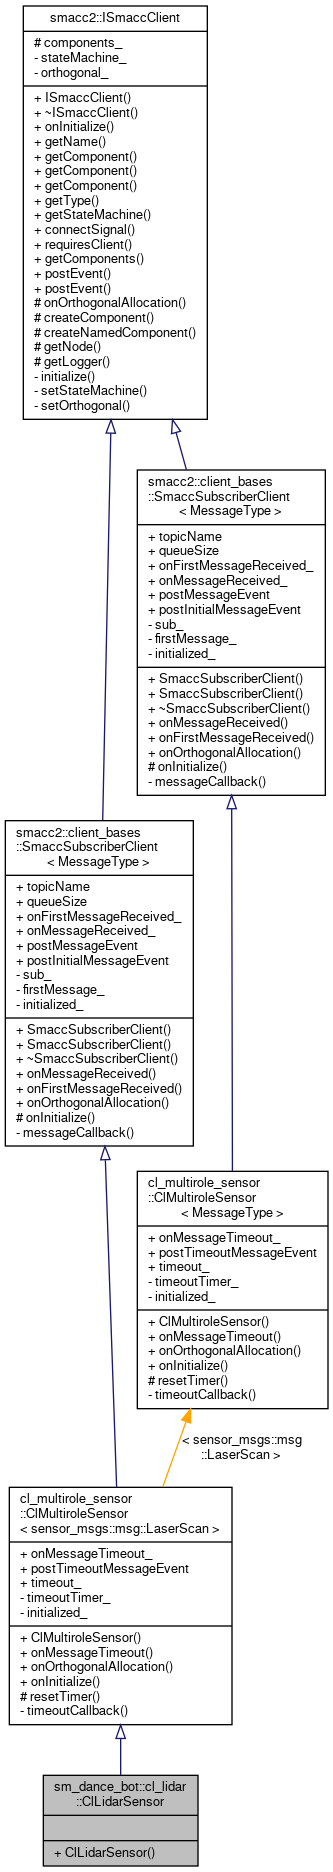 smacc2::ISmaccClient
# components_
- stateMachine_
- orthogonal_
+ ISmaccClient()
+ ~ISmaccClient()
+ onInitialize()
+ getName()
+ getComponent()
+ getComponent()
+ getComponent()
+ getType()
+ getStateMachine()
+ connectSignal()
+ requiresClient()
+ getComponents()
+ postEvent()
+ postEvent()
# onOrthogonalAllocation()
# createComponent()
# createNamedComponent()
# getNode()
# getLogger()
- initialize()
- setStateMachine()
- setOrthogonal()
smacc2::client_bases
::SmaccSubscriberClient
< MessageType >
+ topicName
+ queueSize
+ onFirstMessageReceived_
+ onMessageReceived_
+ postMessageEvent
+ postInitialMessageEvent
- sub_
- firstMessage_
- initialized_
+ SmaccSubscriberClient()
+ SmaccSubscriberClient()
+ ~SmaccSubscriberClient()
+ onMessageReceived()
+ onFirstMessageReceived()
+ onOrthogonalAllocation()
# onInitialize()
- messageCallback()
smacc2::client_bases
::SmaccSubscriberClient
< MessageType >
+ topicName
+ queueSize
+ onFirstMessageReceived_
+ onMessageReceived_
+ postMessageEvent
+ postInitialMessageEvent
- sub_
- firstMessage_
- initialized_
+ SmaccSubscriberClient()
+ SmaccSubscriberClient()
+ ~SmaccSubscriberClient()
+ onMessageReceived()
+ onFirstMessageReceived()
+ onOrthogonalAllocation()
# onInitialize()
- messageCallback()
cl_multirole_sensor
::ClMultiroleSensor
< MessageType >
+ onMessageTimeout_
+ postTimeoutMessageEvent
+ timeout_
- timeoutTimer_
- initialized_
+ ClMultiroleSensor()
+ onMessageTimeout()
+ onOrthogonalAllocation()
+ onInitialize()
# resetTimer()
- timeoutCallback()
< sensor_msgs::msg
::LaserScan >
cl_multirole_sensor
::ClMultiroleSensor
< sensor_msgs::msg::LaserScan >
+ onMessageTimeout_
+ postTimeoutMessageEvent
+ timeout_
- timeoutTimer_
- initialized_
+ ClMultiroleSensor()
+ onMessageTimeout()
+ onOrthogonalAllocation()
+ onInitialize()
# resetTimer()
- timeoutCallback()
sm_dance_bot::cl_lidar
::ClLidarSensor
+ ClLidarSensor()